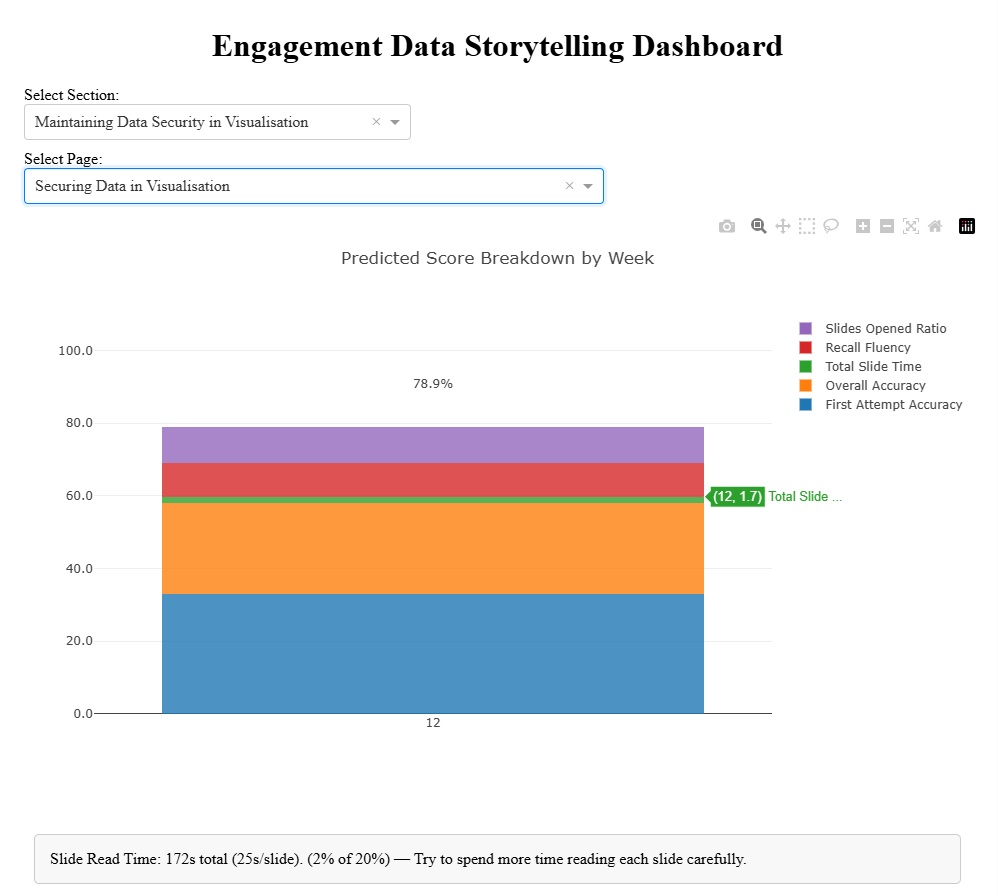 Engagement Data Storytelling Dashboard
Select Section:
Maintaining Data Security in Visualisation
Select Page:
Securing Data in Visualisation
Predicted Score Breakdown by Week
Slides Opened Ratio
Recall Fluency
Total Slide Time
Overall Accuracy
First Attempt Accuracy
100.0
78.9%
80.0
60.0
(12, 1.7) Total Slide ...
40.0
20.0
0.0
12
Slide Read Time: 172s total (25s/slide). (2% of 20%) — Try to spend more time reading each slide carefully.